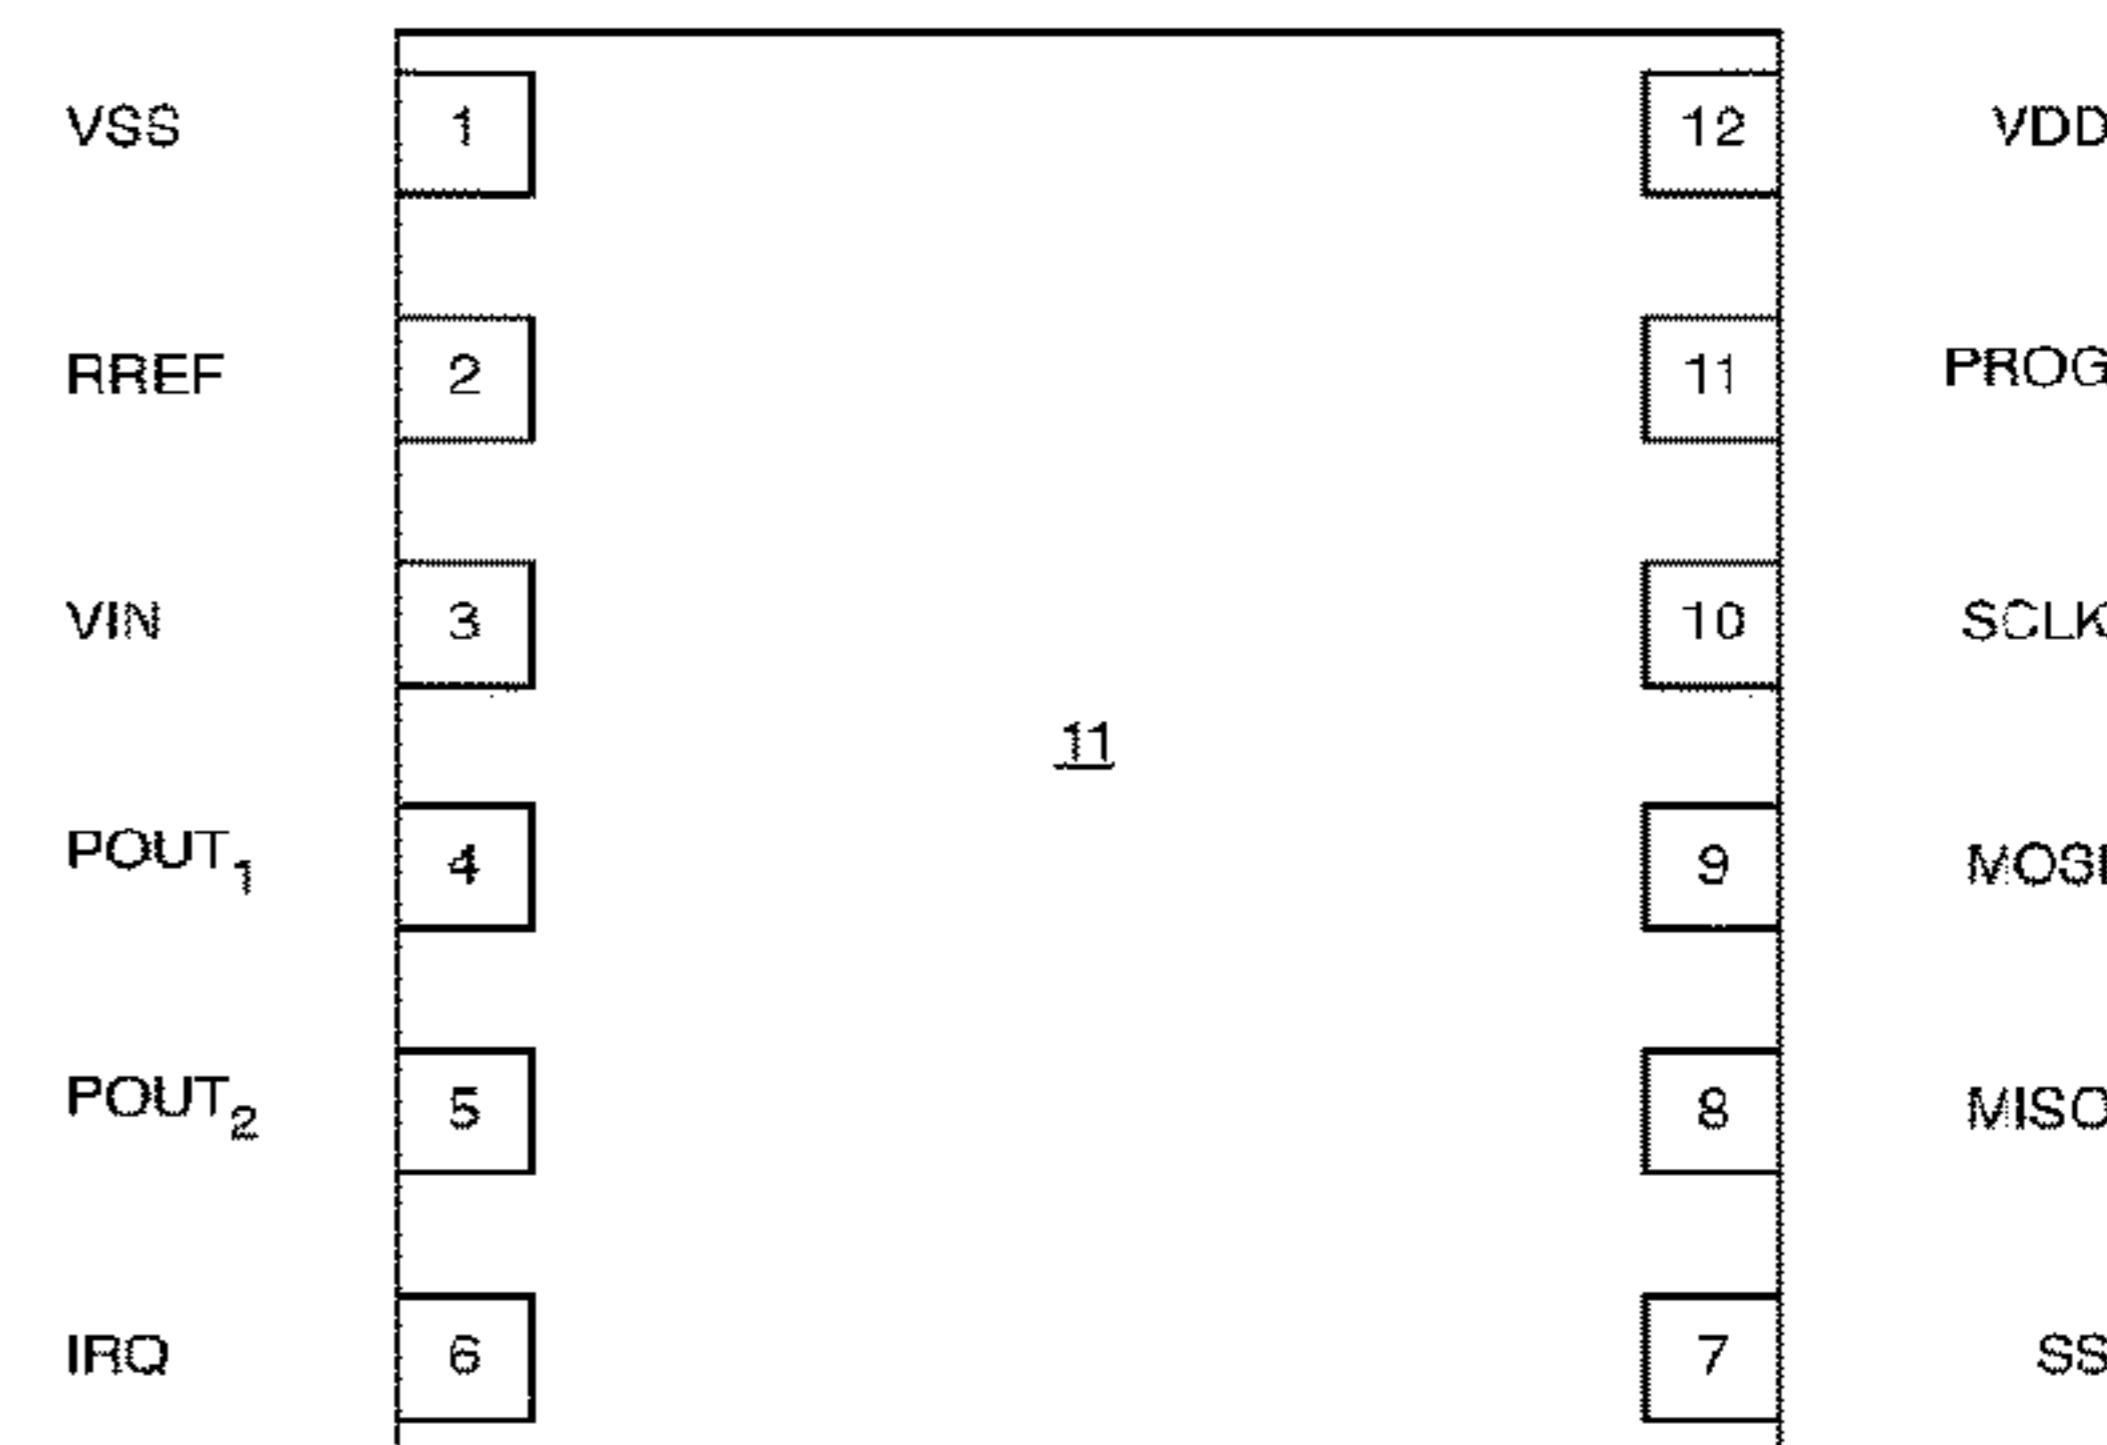 VSS 1 12 VDD
RREF 2 11 PROG
VIN 3 10 SCLK
11
POUT1 4 9 MOSI
POUT2 5 8 MISO
IRQ 6 7 SS